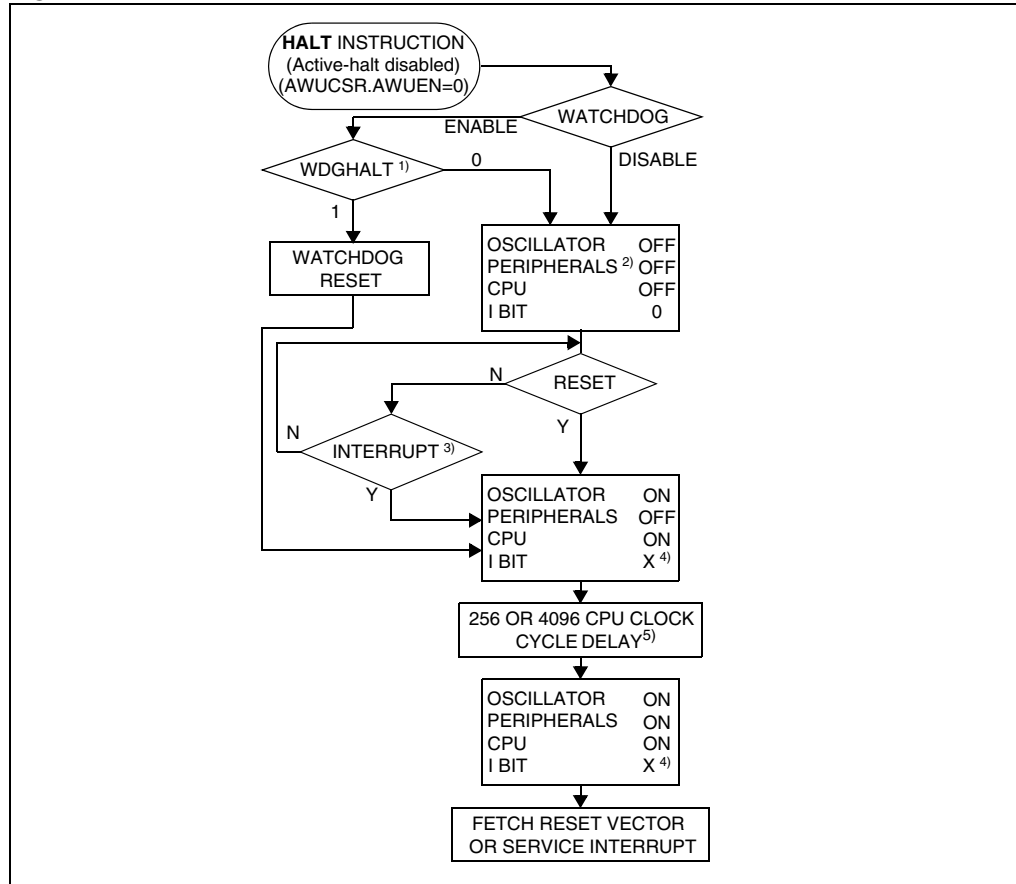 HALT INSTRUCTION
(Active-halt disabled)
(AWUCSR.AWUEN=0)
WATCHDOG
ENABLE
DISABLE
WDGHALT 1)
0
1
WATCHDOG
RESET
OSCILLATOR OFF
PERIPHERALS 2) OFF
CPU OFF
I BIT 0
RESET
N
Y
INTERRUPT 3)
N
Y
OSCILLATOR ON
PERIPHERALS OFF
CPU ON
I BIT X 4)
256 OR 4096 CPU CLOCK
CYCLE DELAY5)
OSCILLATOR ON
PERIPHERALS ON
CPU ON
I BIT X 4)
FETCH RESET VECTOR
OR SERVICE INTERRUPT